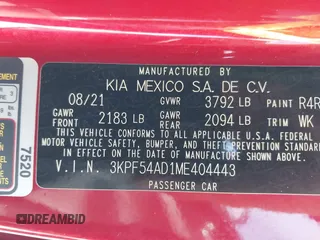 MFD BY
KIA MEXICO S.A. DE C.V.
08/21 GVWR 3792 LB PAINT R4R
GAWR FRONT 2183 LB GAWR REAR 2094 LB TRIM WK
THIS VEHICLE CONFORMS TO ALL APPLICABLE U.S. FEDERAL
MOTOR VEHICLE SAFETY, BUMPER, AND THEFT PREVENTION STANDARDS
IN EFFECT ON THE DATE OF MANUFACTURE SHOWN ABOVE.
V.I.N. 3KPF54AD1ME404443
PASSENGER CAR
7520
DREAMBID